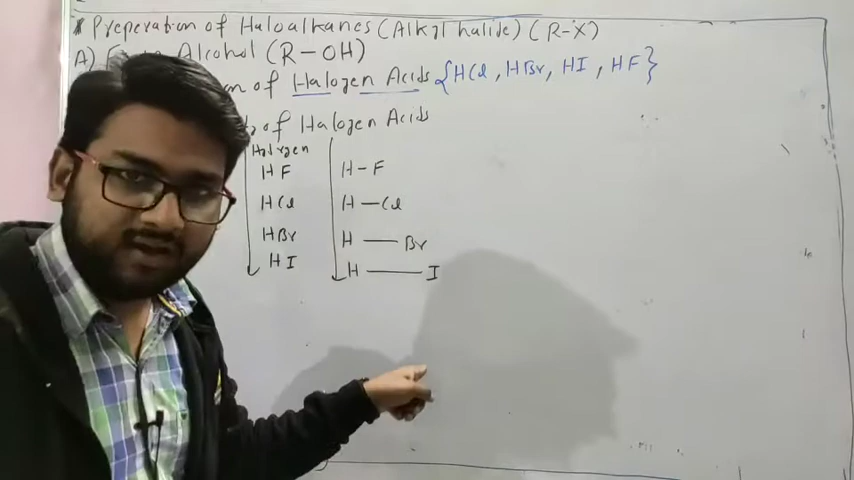 * Preperation of Haloalkanes (Alkyl halide) (R-X)
A) From Alcohol (R-OH)
of Halogen Acids {HCl, HBr, HI, HF}
of Halogen Acids
Halogen
HF H-F
HCl H-Cl
HBr H-Br
HI H-I